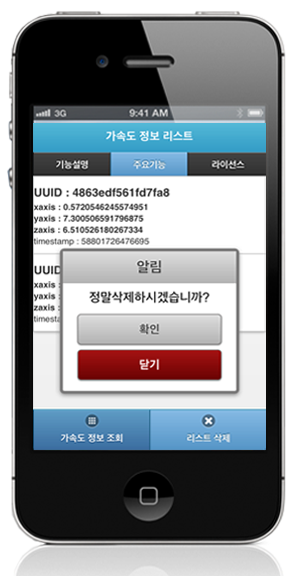 3G 9:41 AM
가속도 정보 리스트
기능설명 주요기능 라이선스
UUID : 4863edf561fd7fa8
xaxis : 0.5720546245574951
yaxis : 7.300506591796875
zaxis : 6.510526180267334
timestamp : 58801726476695
UUID
xaxis
yaxis
zaxis
timesta
알림
정말삭제하시겠습니까?
확인
닫기
가속도 정보 조회 리스트 삭제